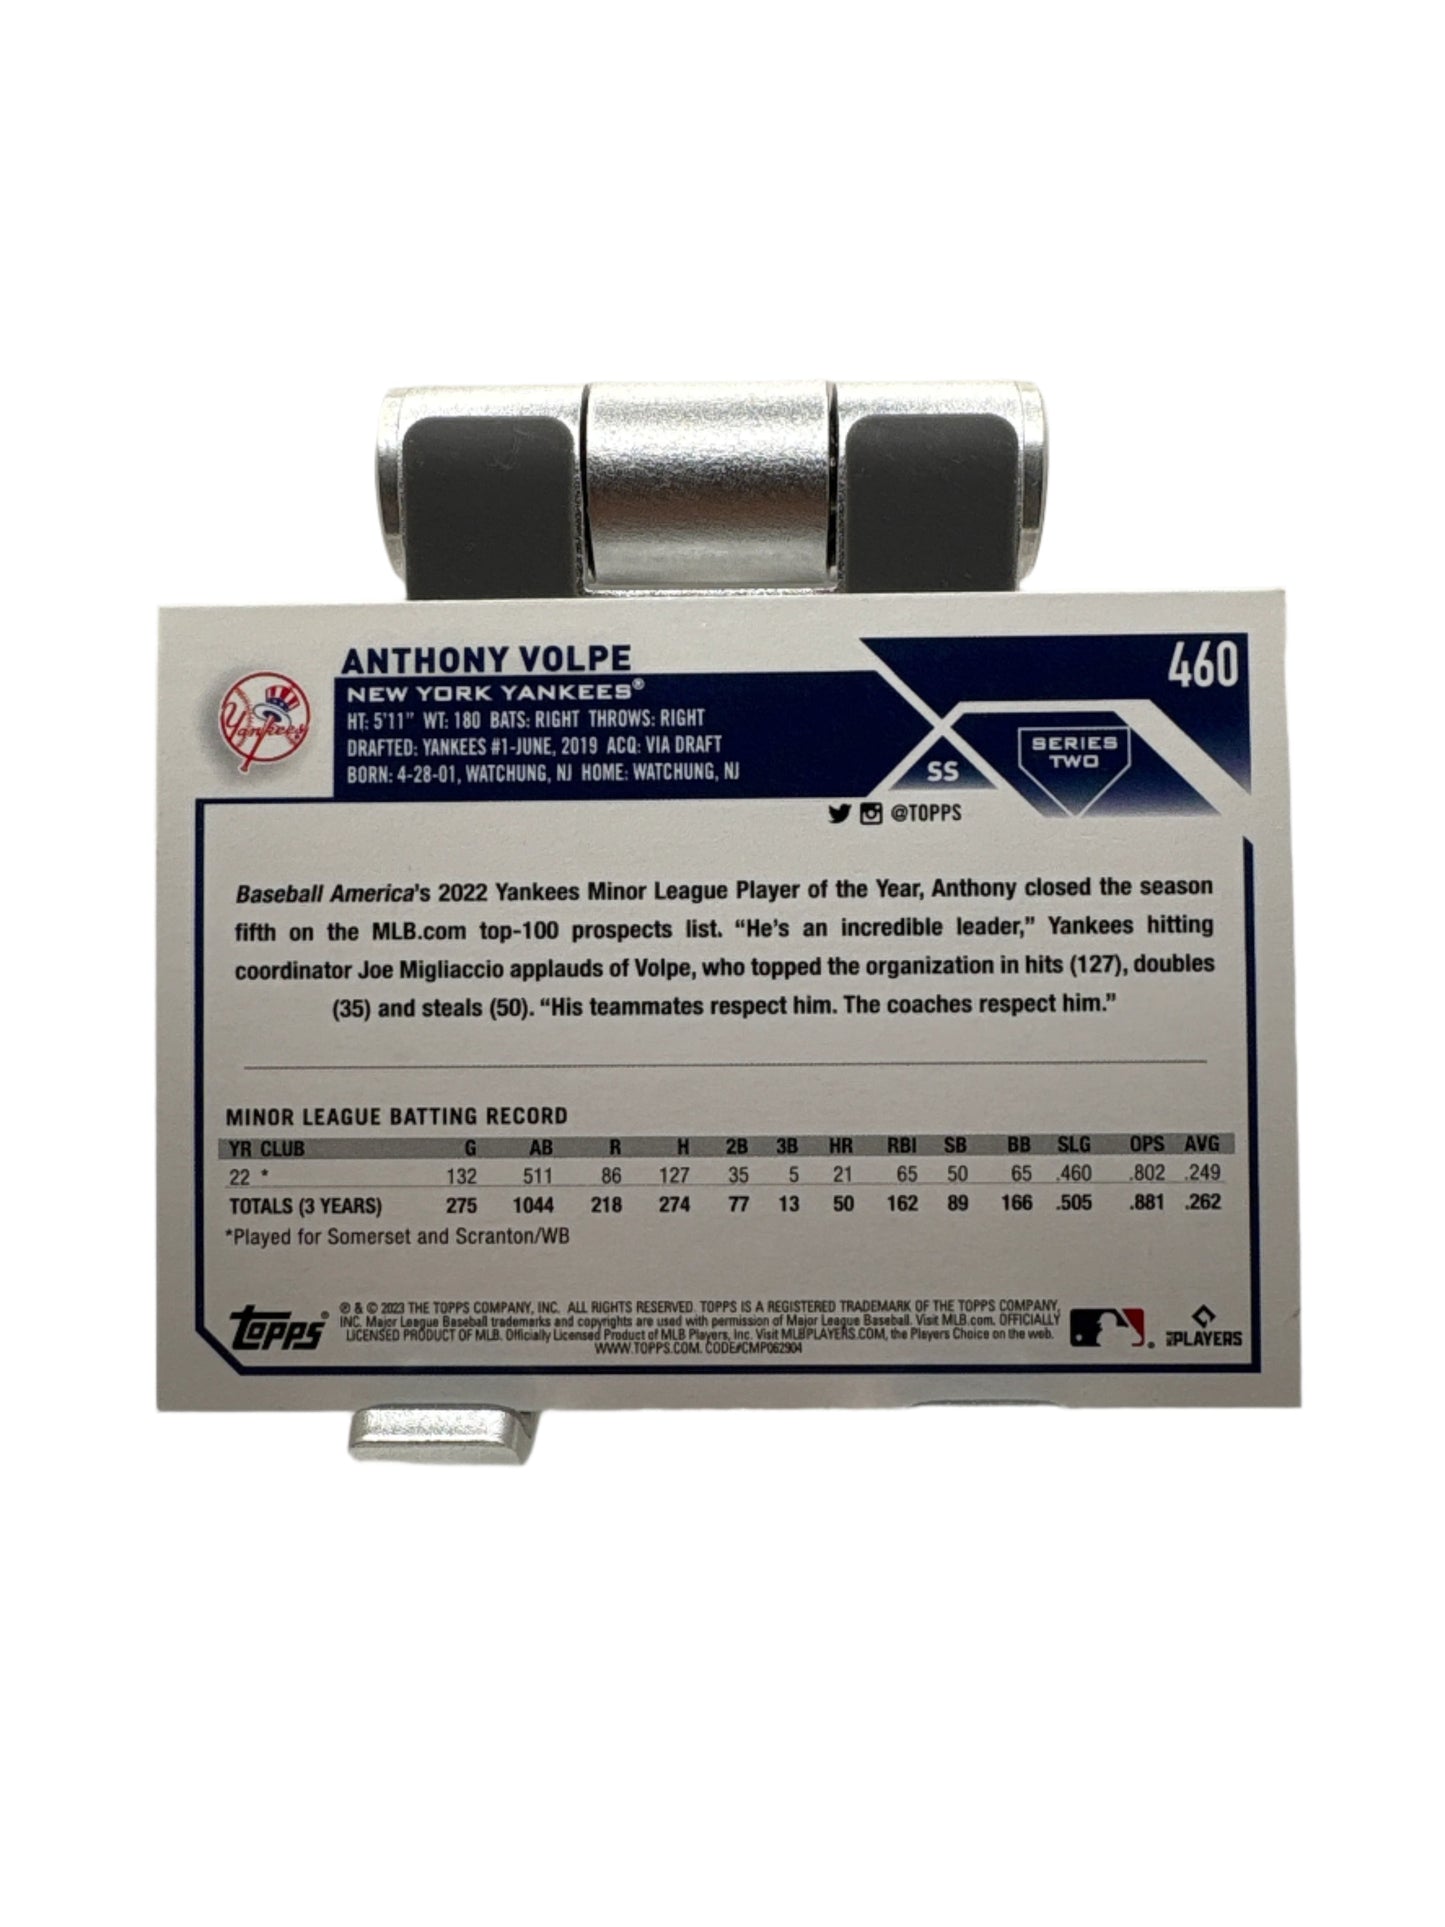 ANTHONY VOLPE
460
NEW YORK YANKEES®
Yankees
HT: 5'11" WT: 180 BATS: RIGHT THROWS: RIGHT
DRAFTED: YANKEES #1-JUNE, 2019 ACQ: VIA DRAFT
BORN: 4-28-01, WATCHUNG, NJ HOME: WATCHUNG, NJ
SS
SERIES
TWO
@TOPPS
Baseball America's 2022 Yankees Minor League Player of the Year, Anthony closed the season
fifth on the MLB.com top-100 prospects list. “He's an incredible leader,” Yankees hitting
coordinator Joe Migliaccio applauds of Volpe, who topped the organization in hits (127), doubles
(35) and steals (50). “His teammates respect him. The coaches respect him.”
MINOR LEAGUE BATTING RECORD
YR CLUB G AB R H 2B 3B HR RBI SB BB SLG OPS AVG
22 * 132 511 86 127 35 5 21 65 50 65 .460 .802 .249
TOTALS (3 YEARS) 275 1044 218 274 77 13 50 162 89 166 .505 .881 .262
*Played for Somerset and Scranton/WB
topps®
℗ & © 2023 THE TOPPS COMPANY, INC. ALL RIGHTS RESERVED. TOPPS IS A REGISTERED TRADEMARK OF THE TOPPS COMPANY,
INC. Major League Baseball trademarks and copyrights are used with permission of Major League Baseball. Visit MLB.com. OFFICIALLY
LICENSED PRODUCT OF MLB. Officially Licensed Product of MLB Players, Inc. Visit MLBPLAYERS.COM, the Players Choice on the web.
WWW.TOPPS.COM. CODE#CMP062904
MLB PLAYERS